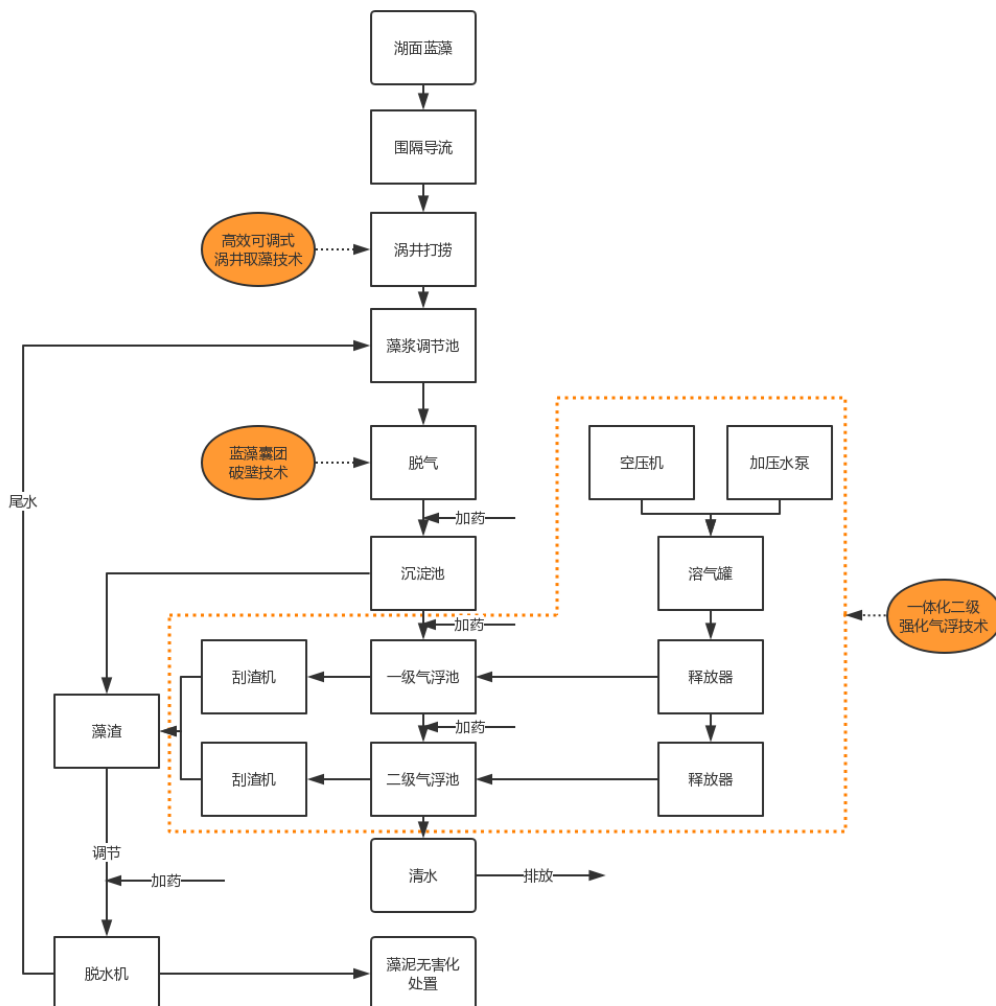 湖面蓝藻
围隔导流
高效可调式
涡井取藻技术
涡井打捞
藻浆调节池
蓝藻囊团
破壁技术
脱气
空压机
加压水泵
尾水
加药
沉淀池
溶气罐
一体化二级
强化气浮技术
加药
刮渣机
一级气浮池
释放器
藻渣
加药
刮渣机
二级气浮池
释放器
调节
加药
清水
排放
脱水机
藻泥无害化
处置